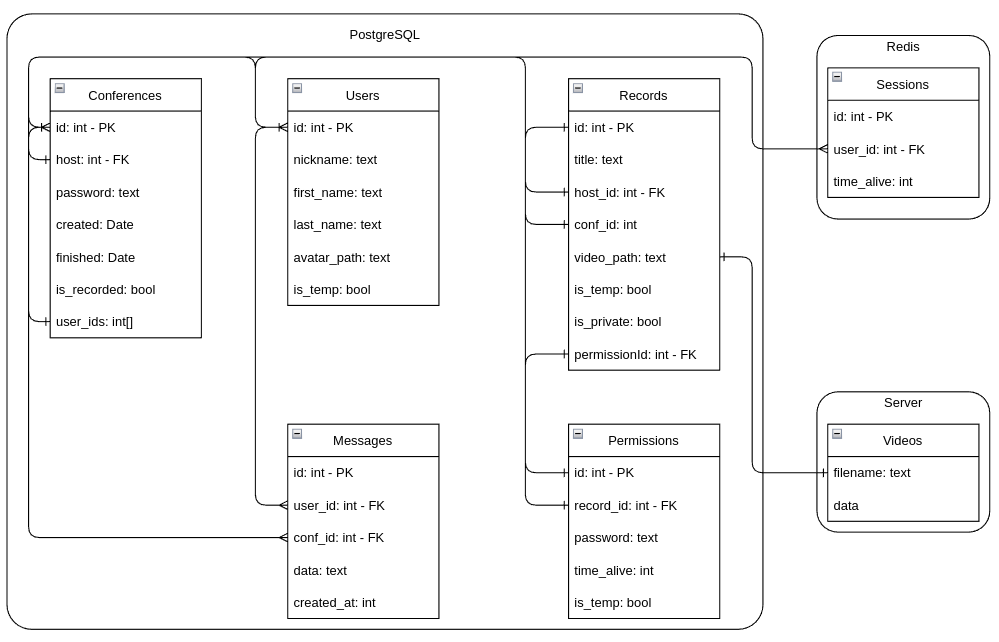 PostgreSQL
Conferences
id: int - PK
host: int - FK
password: text
created: Date
finished: Date
is_recorded: bool
user_ids: int[]
Users
id: int - PK
nickname: text
first_name: text
last_name: text
avatar_path: text
is_temp: bool
Records
id: int - PK
title: text
host_id: int - FK
conf_id: int
video_path: text
is_temp: bool
is_private: bool
permissionId: int - FK
Messages
id: int - PK
user_id: int - FK
conf_id: int - FK
data: text
created_at: int
Permissions
id: int - PK
record_id: int - FK
password: text
time_alive: int
is_temp: bool
Redis
Sessions
id: int - PK
user_id: int - FK
time_alive: int
Server
Videos
filename: text
data